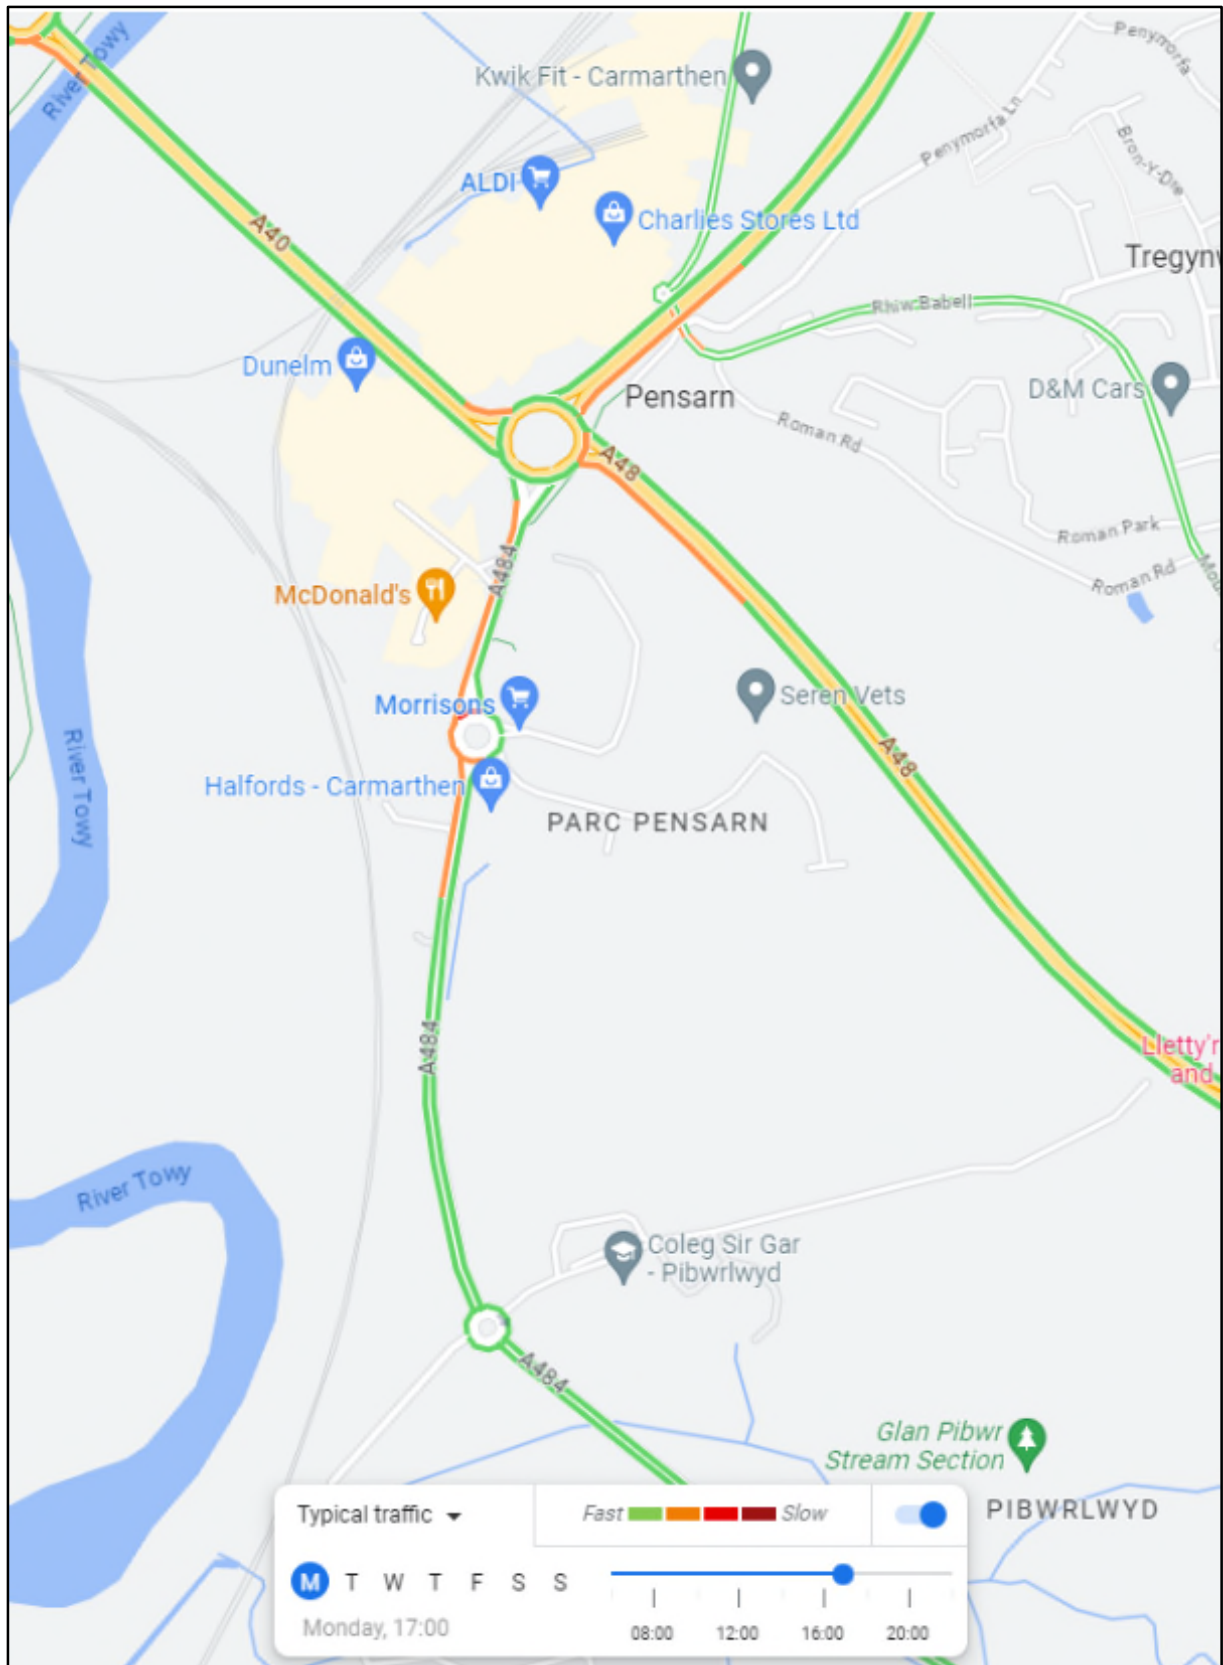 River Towy
Kwik Fit - Carmarthen
Penymorfa
Penymorfa Ln
Bron-Y-Dre
ALDI
Charlies Stores Ltd
A40
Tregynw
Rhiw Babell
Dunelm
Pensarn
D&M Cars
Roman Rd
A48
Roman Park
Roman Rd
A484
McDonald's
Morrisons
Seren Vets
River Towy
A48
Halfords - Carmarthen
PARC PENSARN
A484
Lletty'r
and
River Towy
Coleg Sir Gar
- Pibwrlwyd
A484
Glan Pibwr
Stream Section
PIBWRLWYD
Typical traffic
Fast Slow
M T W T F S S
Monday, 17:00
08:00 12:00 16:00 20:00